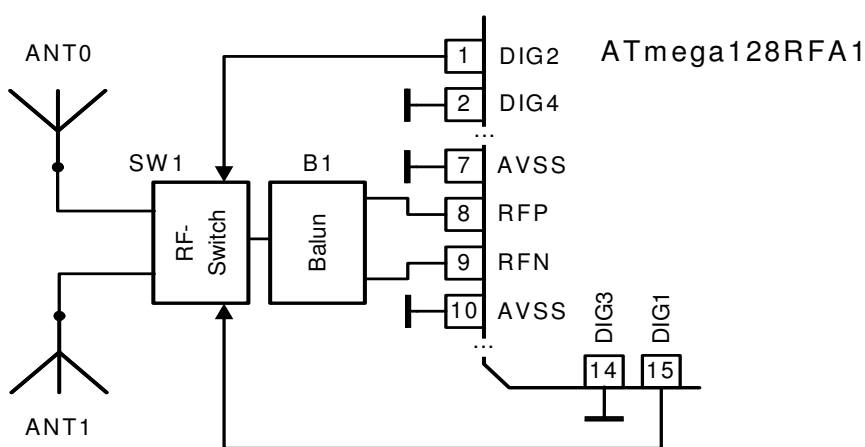 ANT0
1 DIG2 ATmega128RFA1
2 DIG4
...
SW1 B1
7 AVSS
RF-
Switch
Balun
8 RFP
9 RFN
10 AVSS
...
DIG3 DIG1
14 15
ANT1